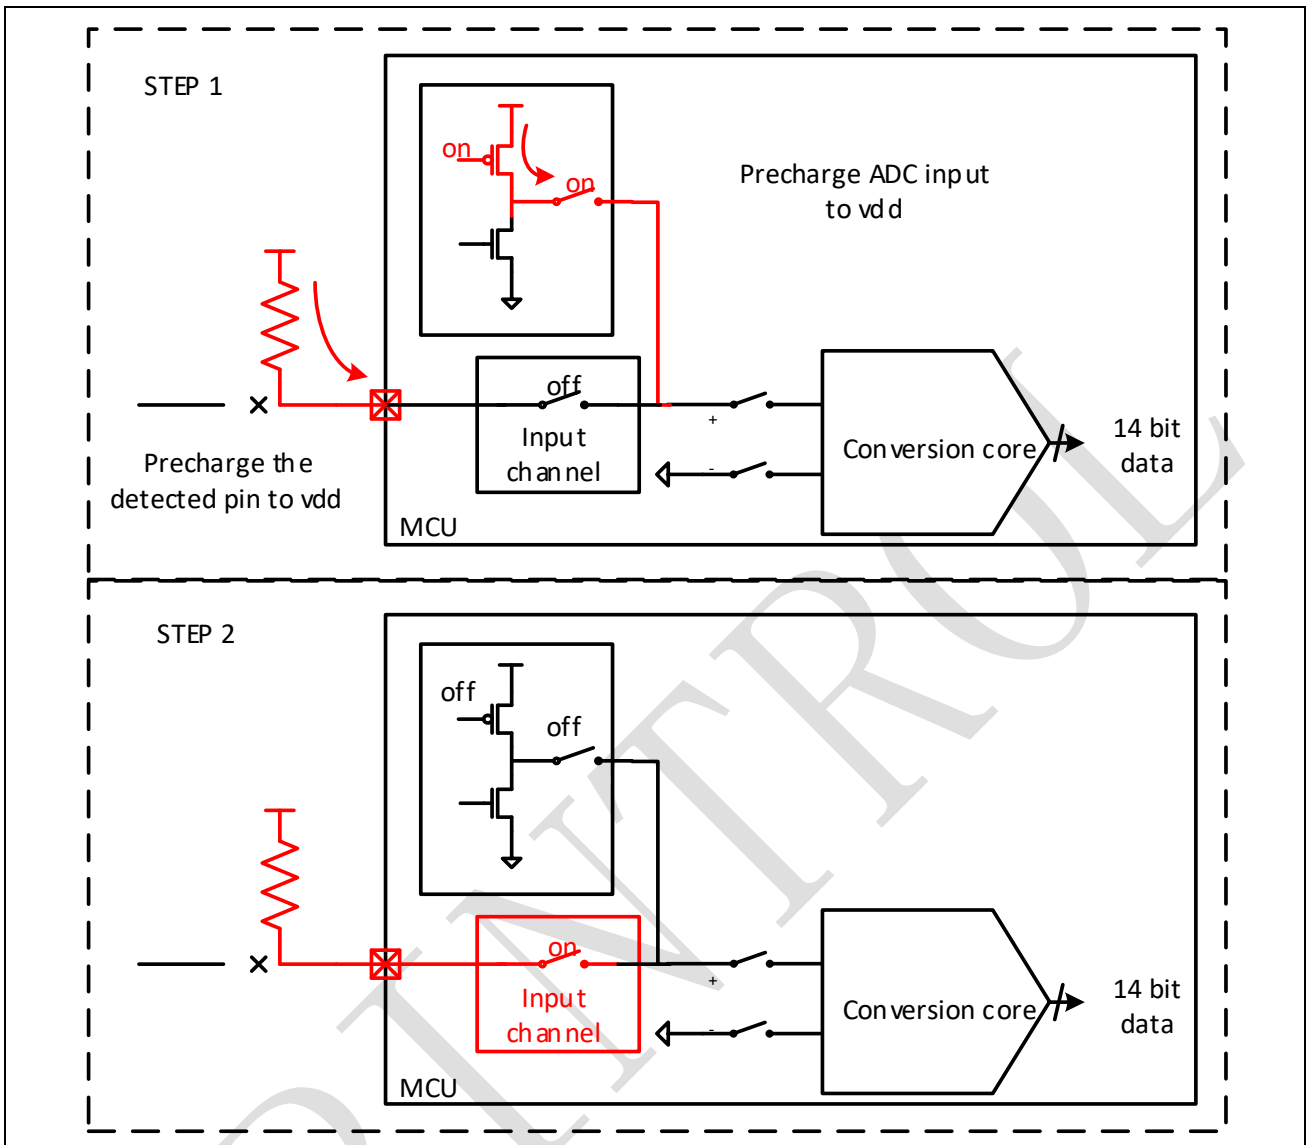 STEP 1
on
on
Precharge ADC input
to vdd
off
Input
channel
+
-
Conversion core
14 bit
data
Precharge the
detected pin to vdd
MCU
STEP 2
off
off
on
Input
channel
+
-
Conversion core
14 bit
data
MCU